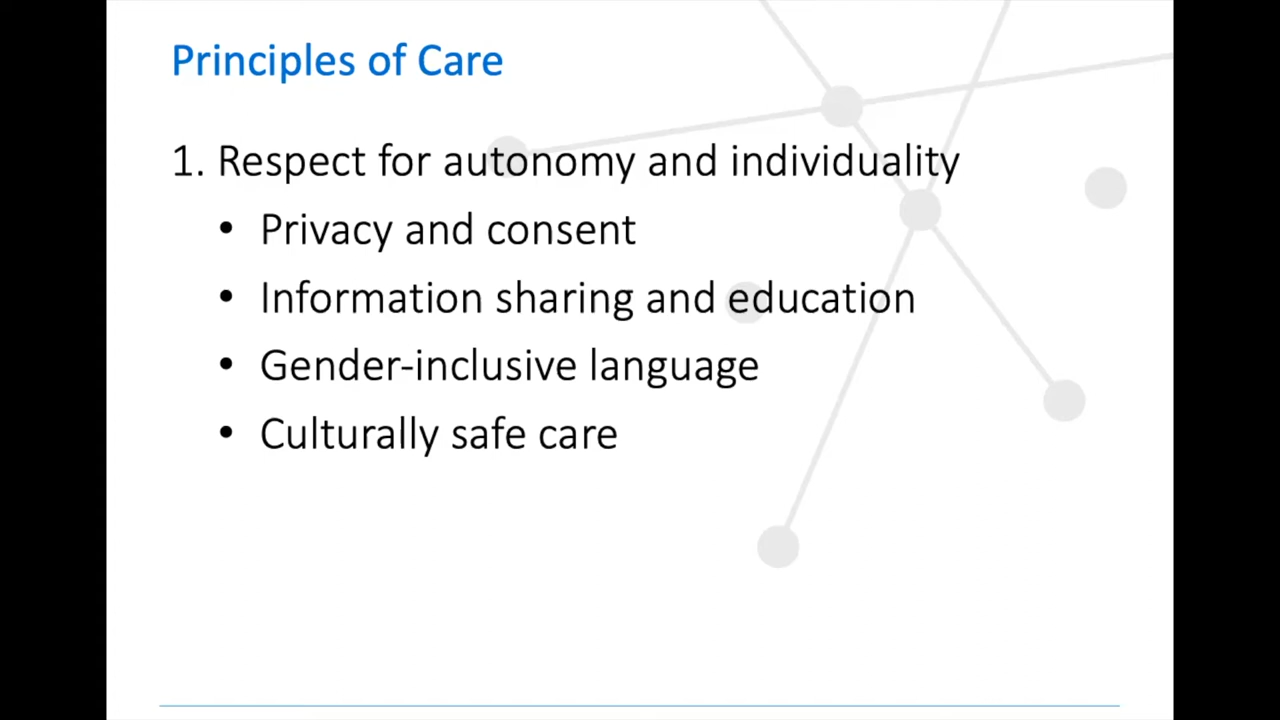 Principles of Care
1. Respect for autonomy and individuality
• Privacy and consent
• Information sharing and education
• Gender-inclusive language
• Culturally safe care